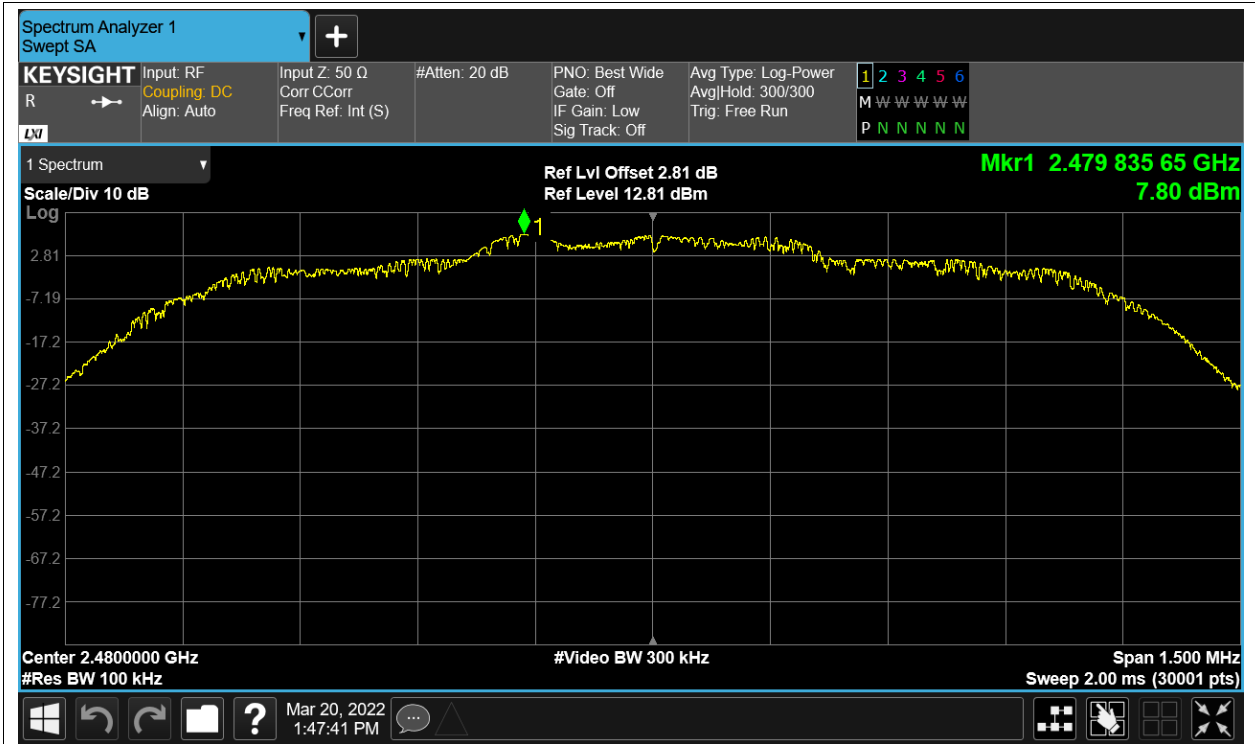 Spectrum Analyzer 1
Swept SA
KEYSIGHT
R
LXI
Input: RF
Coupling: DC
Align: Auto
Input Z: 50 Ω
Corr CCorr
Freq Ref: Int (S)
#Atten: 20 dB
PNO: Best Wide
Gate: Off
IF Gain: Low
Sig Track: Off
Avg Type: Log-Power
Avg|Hold: 300/300
Trig: Free Run
1 2 3 4 5 6
M W W W W W
P N N N N N
1 Spectrum
Scale/Div 10 dB
Log
Ref Lvl Offset 2.81 dB
Ref Level 12.81 dBm
Mkr1 2.479 835 65 GHz
7.80 dBm
1
2.81
-7.19
-17.2
-27.2
-37.2
-47.2
-57.2
-67.2
-77.2
Center 2.4800000 GHz
#Res BW 100 kHz
#Video BW 300 kHz
Span 1.500 MHz
Sweep 2.00 ms (30001 pts)
?
Mar 20, 2022
1:47:41 PM